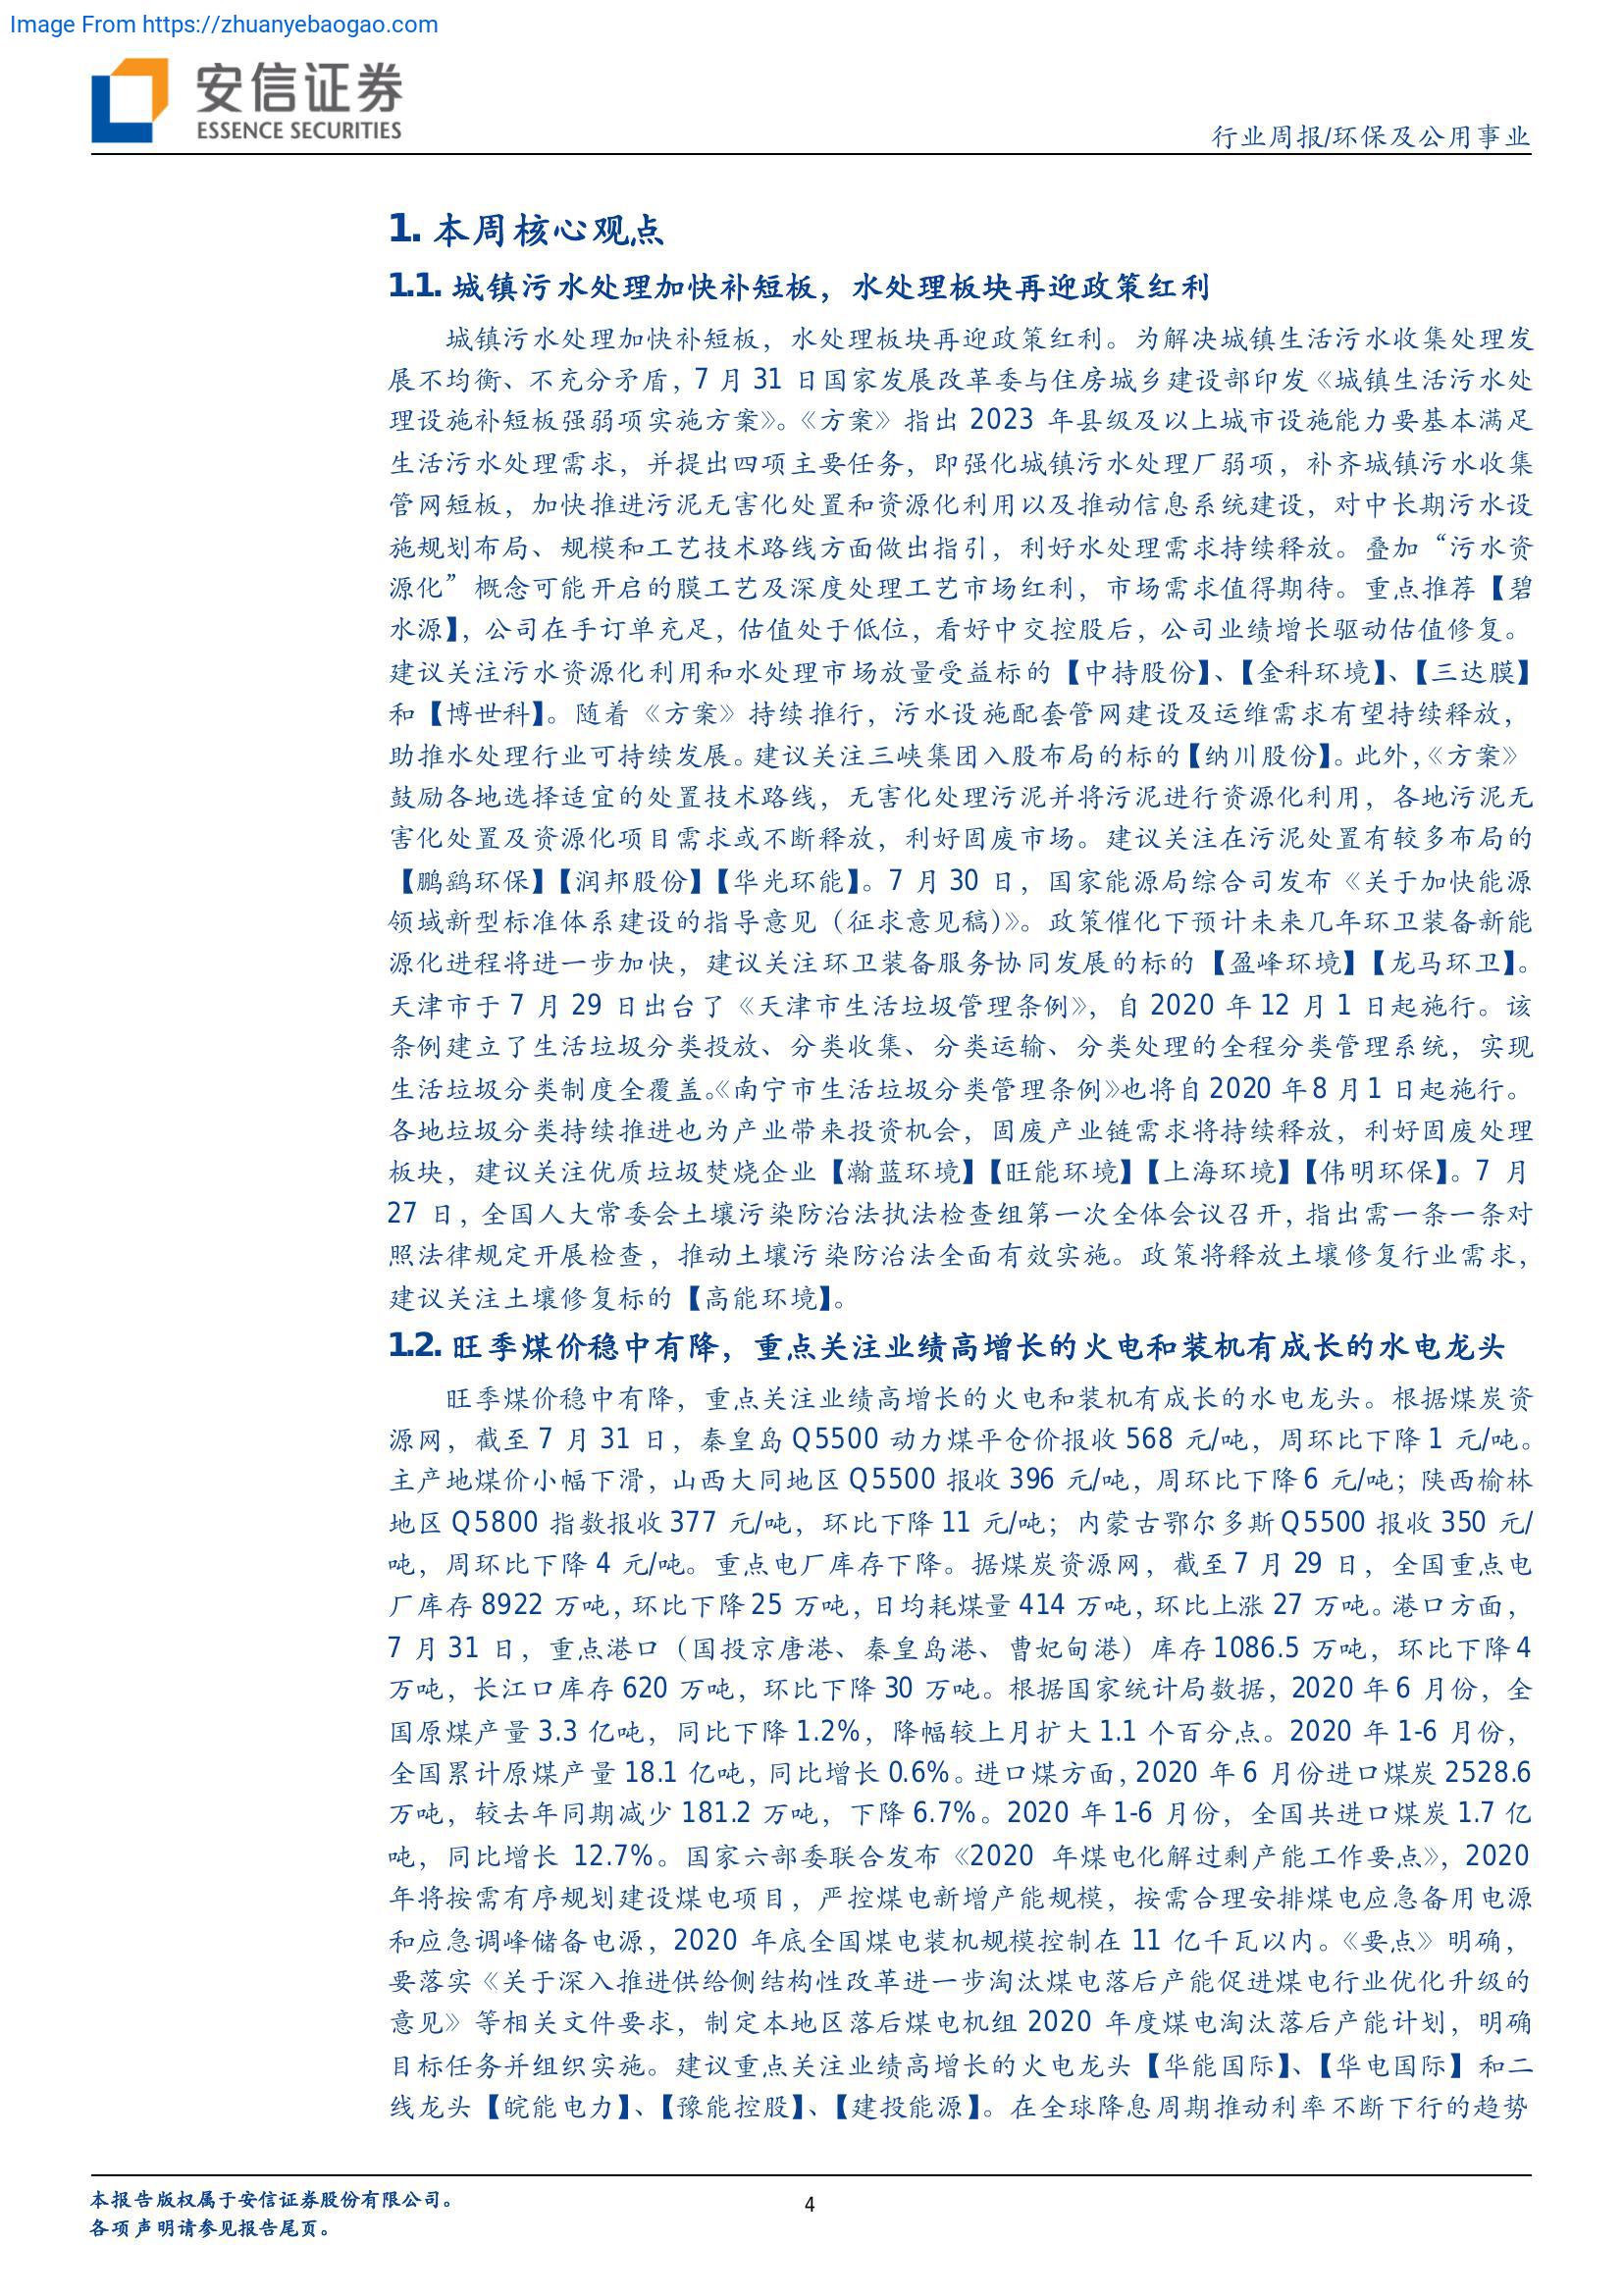 Image From https://zhuanyebaogao.com
安信证券
ESSENCE SECURITIES
行业周报/环保及公用事业
1. 本周核心观点
1.1. 城镇污水处理加快补短板，水处理板块再迎政策红利
城镇污水处理加快补短板，水处理板块再迎政策红利。为解决城镇生活污水收集处理发
展不均衡、不充分矛盾，7 月 31 日国家发展改革委与住房城乡建设部印发《城镇生活污水处
理设施补短板强弱项实施方案》。《方案》指出 2023 年县级及以上城市设施能力要基本满足
生活污水处理需求，并提出四项主要任务，即强化城镇污水处理厂弱项，补齐城镇污水收集
管网短板，加快推进污泥无害化处置和资源化利用以及推动信息系统建设，对中长期污水设
施规划布局、规模和工艺技术路线方面做出指引，利好水处理需求持续释放。叠加“污水资
源化”概念可能开启的膜工艺及深度处理工艺市场红利，市场需求值得期待。重点推荐【碧
水源】，公司在手订单充足，估值处于低位，看好中交控股后，公司业绩增长驱动估值修复。
建议关注污水资源化利用和水处理市场放量受益标的【中持股份】、【金科环境】、【三达膜】
和【博世科】。随着《方案》持续推行，污水设施配套管网建设及运维需求有望持续释放，
助推水处理行业可持续发展。建议关注三峡集团入股布局的标的【纳川股份】。此外，《方案》
鼓励各地选择适宜的处置技术路线，无害化处理污泥并将污泥进行资源化利用，各地污泥无
害化处置及资源化项目需求或不断释放，利好固废市场。建议关注在污泥处置有较多布局的
【鹏鹞环保】【润邦股份】【华光环能】。7 月 30 日，国家能源局综合司发布《关于加快能源
领域新型标准体系建设的指导意见（征求意见稿）》。政策催化下预计未来几年环卫装备新能
源化进程将进一步加快，建议关注环卫装备服务协同发展的标的【盈峰环境】【龙马环卫】。
天津市于 7 月 29 日出台了《天津市生活垃圾管理条例》，自 2020 年 12 月 1 日起施行。该
条例建立了生活垃圾分类投放、分类收集、分类运输、分类处理的全程分类管理系统，实现
生活垃圾分类制度全覆盖。《南宁市生活垃圾分类管理条例》也将自 2020 年 8 月 1 日起施行。
各地垃圾分类持续推进也为产业带来投资机会，固废产业链需求将持续释放，利好固废处理
板块，建议关注优质垃圾焚烧企业【瀚蓝环境】【旺能环境】【上海环境】【伟明环保】。7 月
27 日，全国人大常委会土壤污染防治法执法检查组第一次全体会议召开，指出需一条一条对
照法律规定开展检查，推动土壤污染防治法全面有效实施。政策将释放土壤修复行业需求，
建议关注土壤修复标的【高能环境】。
1.2. 旺季煤价稳中有降，重点关注业绩高增长的火电和装机有成长的水电龙头
旺季煤价稳中有降，重点关注业绩高增长的火电和装机有成长的水电龙头。根据煤炭资
源网，截至 7 月 31 日，秦皇岛 Q5500 动力煤平仓价报收 568 元/吨，周环比下降 1 元/吨。
主产地煤价小幅下滑，山西大同地区 Q5500 报收 396 元/吨，周环比下降 6 元/吨；陕西榆林
地区 Q5800 指数报收 377 元/吨，环比下降 11 元/吨；内蒙古鄂尔多斯 Q5500 报收 350 元/
吨，周环比下降 4 元/吨。重点电厂库存下降。据煤炭资源网，截至 7 月 29 日，全国重点电
厂库存 8922 万吨，环比下降 25 万吨，日均耗煤量 414 万吨，环比上涨 27 万吨。港口方面，
7 月 31 日，重点港口（国投京唐港、秦皇岛港、曹妃甸港）库存 1086.5 万吨，环比下降 4
万吨，长江口库存 620 万吨，环比下降 30 万吨。根据国家统计局数据，2020 年 6 月份，全
国原煤产量 3.3 亿吨，同比下降 1.2%，降幅较上月扩大 1.1 个百分点。2020 年 1-6 月份，
全国累计原煤产量 18.1 亿吨，同比增长 0.6%。进口煤方面，2020 年 6 月份进口煤炭 2528.6
万吨，较去年同期减少 181.2 万吨，下降 6.7%。2020 年 1-6 月份，全国共进口煤炭 1.7 亿
吨，同比增长 12.7%。国家六部委联合发布《2020 年煤电化解过剩产能工作要点》，2020
年将按需有序规划建设煤电项目，严控煤电新增产能规模，按需合理安排煤电应急备用电源
和应急调峰储备电源，2020 年底全国煤电装机规模控制在 11 亿千瓦以内。《要点》明确，
要落实《关于深入推进供给侧结构性改革进一步淘汰煤电落后产能促进煤电行业优化升级的
意见》等相关文件要求，制定本地区落后煤电机组 2020 年度煤电淘汰落后产能计划，明确
目标任务并组织实施。建议重点关注业绩高增长的火电龙头【华能国际】、【华电国际】和二
线龙头【皖能电力】、【豫能控股】、【建投能源】。在全球降息周期推动利率不断下行的趋势
本报告版权属于安信证券股份有限公司。
各项声明请参见报告尾页。
4